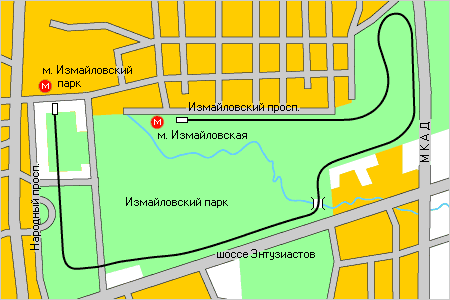 м. Измайловский
парк
М
Измайловский просп.
М
м. Измайловская
МКАД
Народный просп.
Измайловский парк
шоссе Энтузиастов